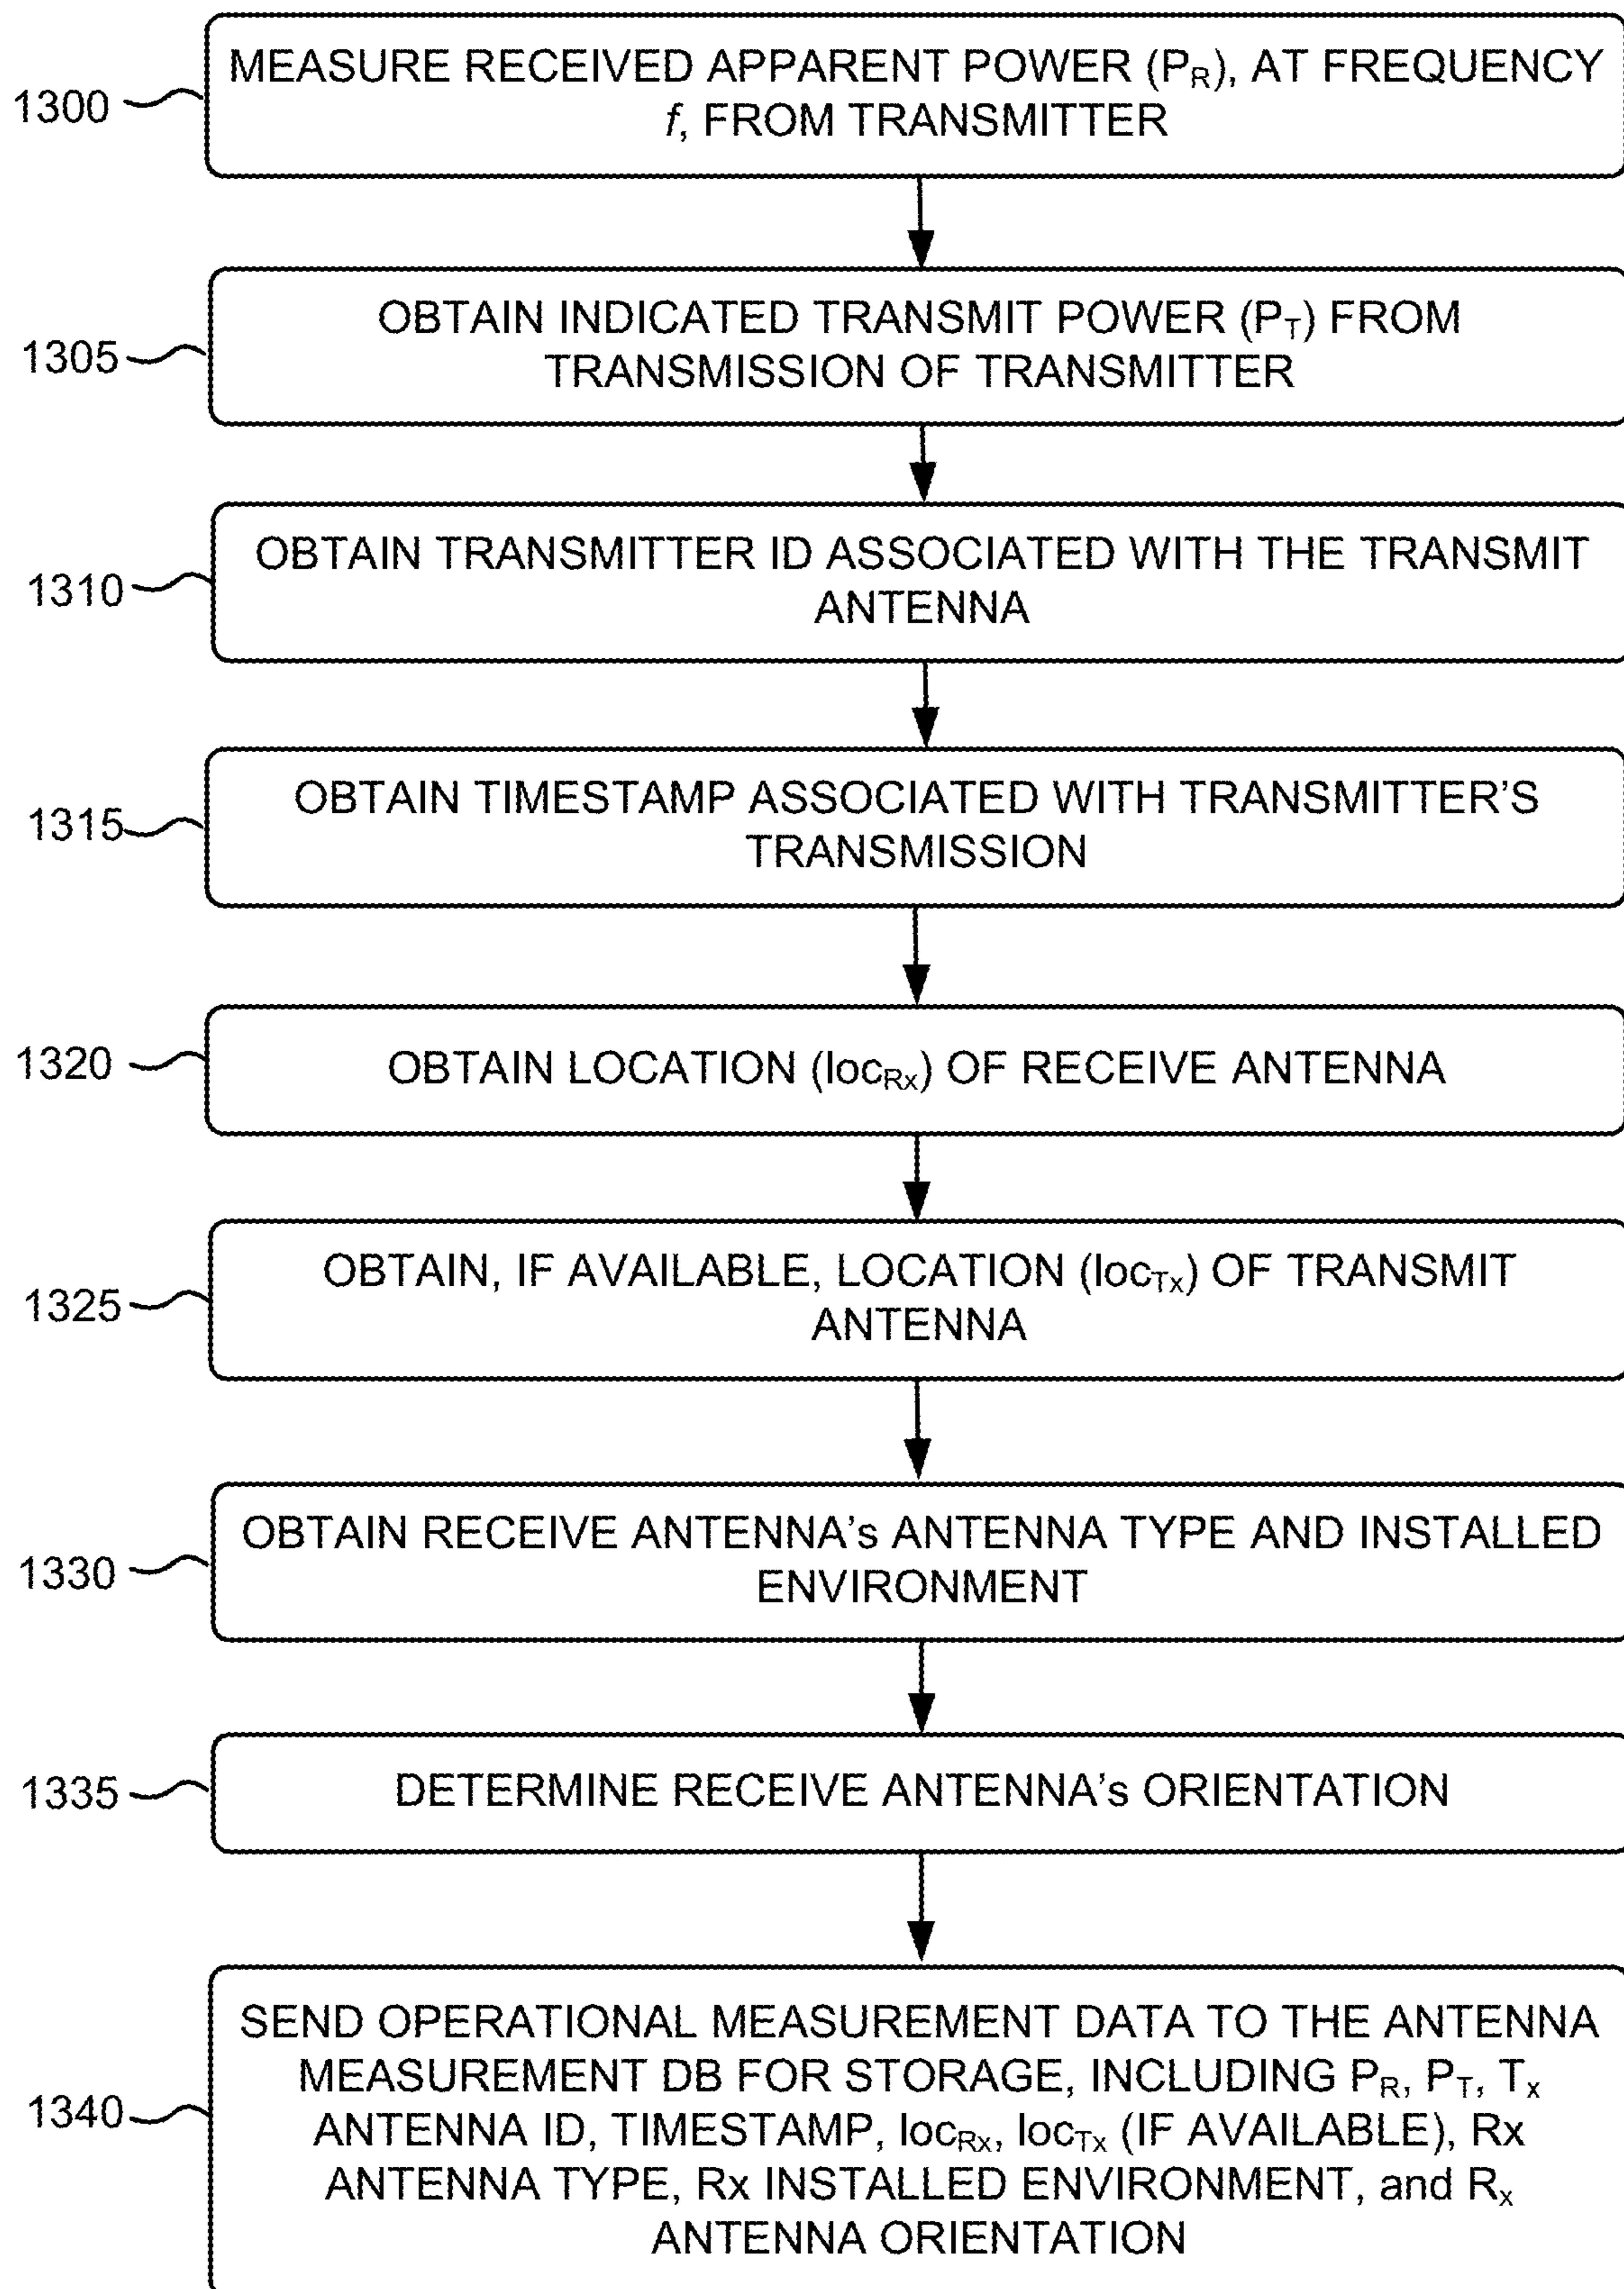 MEASURE RECEIVED APPARENT POWER (PR), AT FREQUENCY
1300
f, FROM TRANSMITTER
OBTAIN INDICATED TRANSMIT POWER (PT) FROM
1305
TRANSMISSION OF TRANSMITTER
OBTAIN TRANSMITTER ID ASSOCIATED WITH THE TRANSMIT
1310
ANTENNA
OBTAIN TIMESTAMP ASSOCIATED WITH TRANSMITTER’S
1315
TRANSMISSION
1320
OBTAIN LOCATION (locRx) OF RECEIVE ANTENNA
OBTAIN, IF AVAILABLE, LOCATION (locTx) OF TRANSMIT
1325
ANTENNA
OBTAIN RECEIVE ANTENNA’s ANTENNA TYPE AND INSTALLED
1330
ENVIRONMENT
1335
DETERMINE RECEIVE ANTENNA’s ORIENTATION
SEND OPERATIONAL MEASUREMENT DATA TO THE ANTENNA
MEASUREMENT DB FOR STORAGE, INCLUDING PR, PT, Tx
1340
ANTENNA ID, TIMESTAMP, locRx, locTx (IF AVAILABLE), Rx
ANTENNA TYPE, Rx INSTALLED ENVIRONMENT, and Rx
ANTENNA ORIENTATION